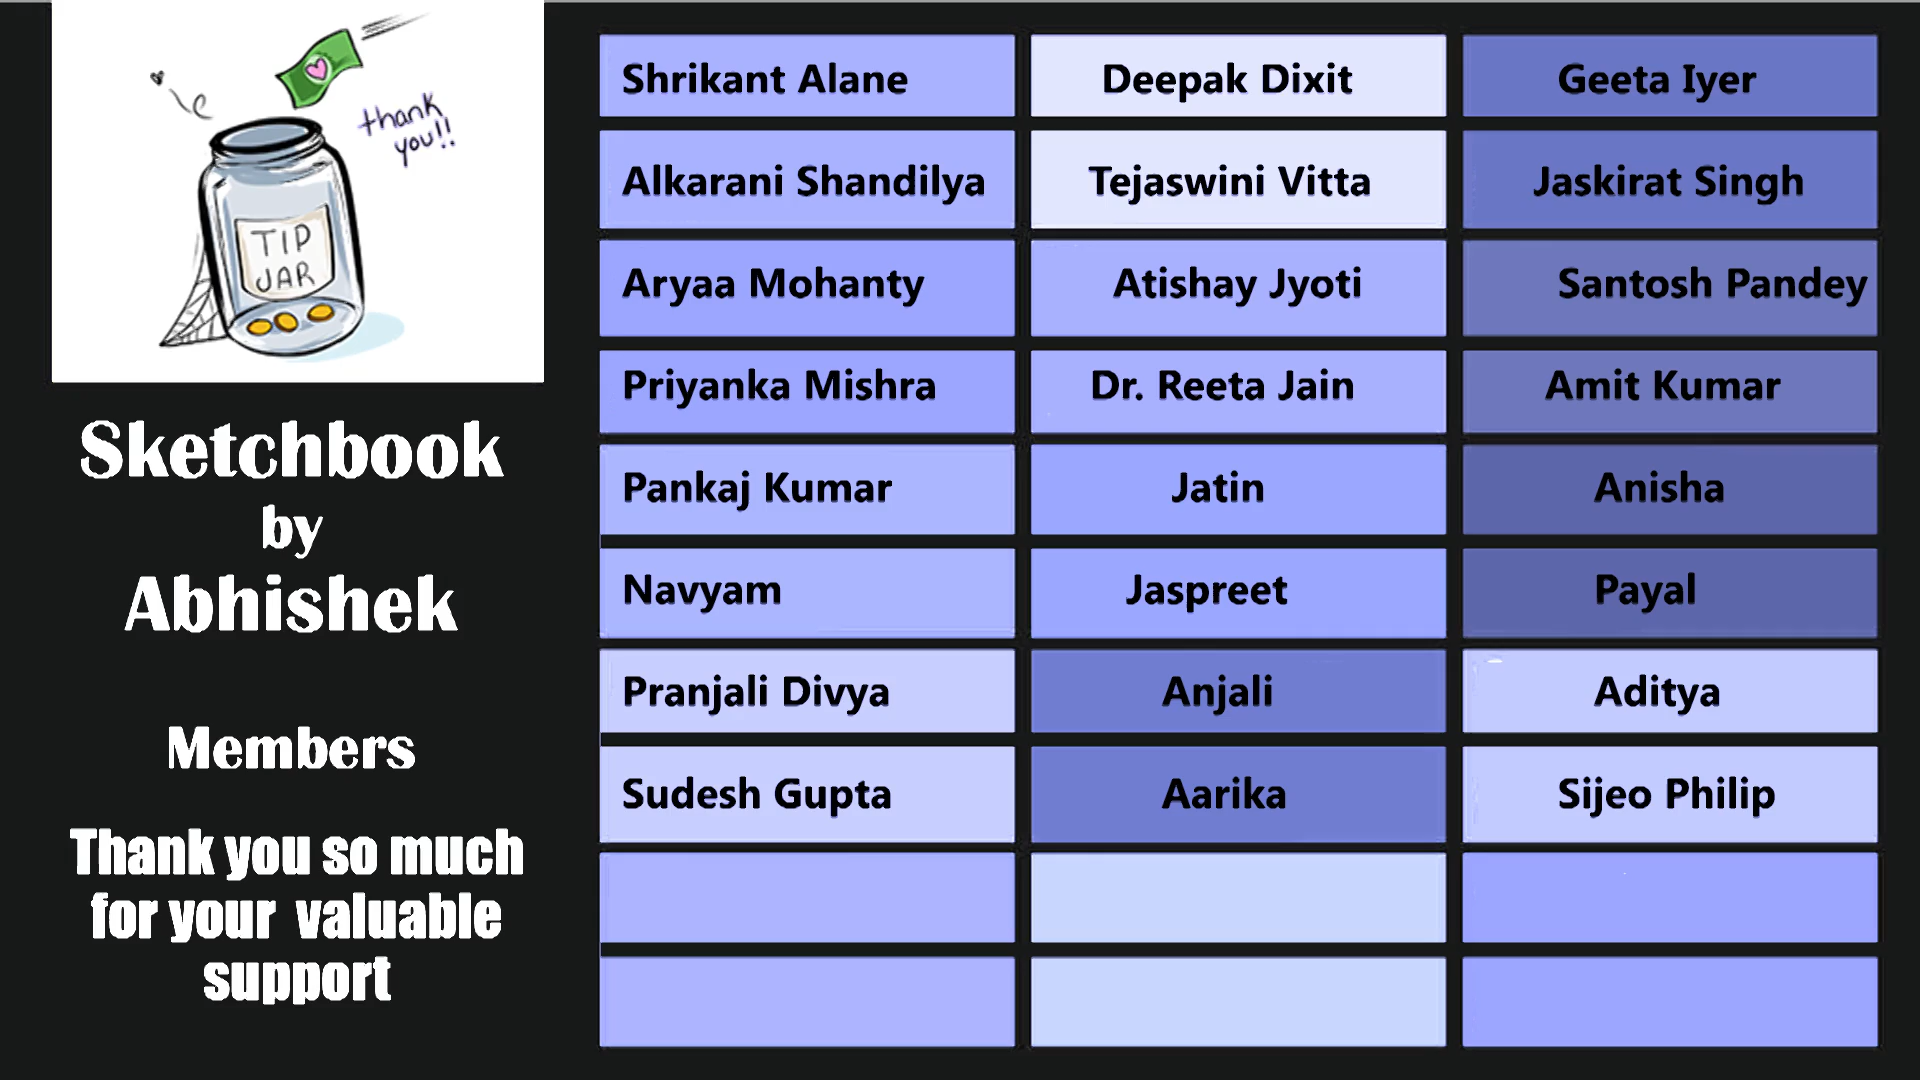 thank
you!!
TIP
JAR
Sketchbook
by
Abhishek
Members
Thank you so much
for your valuable
support
Shrikant Alane Deepak Dixit Geeta Iyer
Alkarani Shandilya Tejaswini Vitta Jaskirat Singh
Aryaa Mohanty Atishay Jyoti Santosh Pandey
Priyanka Mishra Dr. Reeta Jain Amit Kumar
Pankaj Kumar Jatin Anisha
Navyam Jaspreet Payal
Pranjali Divya Anjali Aditya
Sudesh Gupta Aarika Sijeo Philip